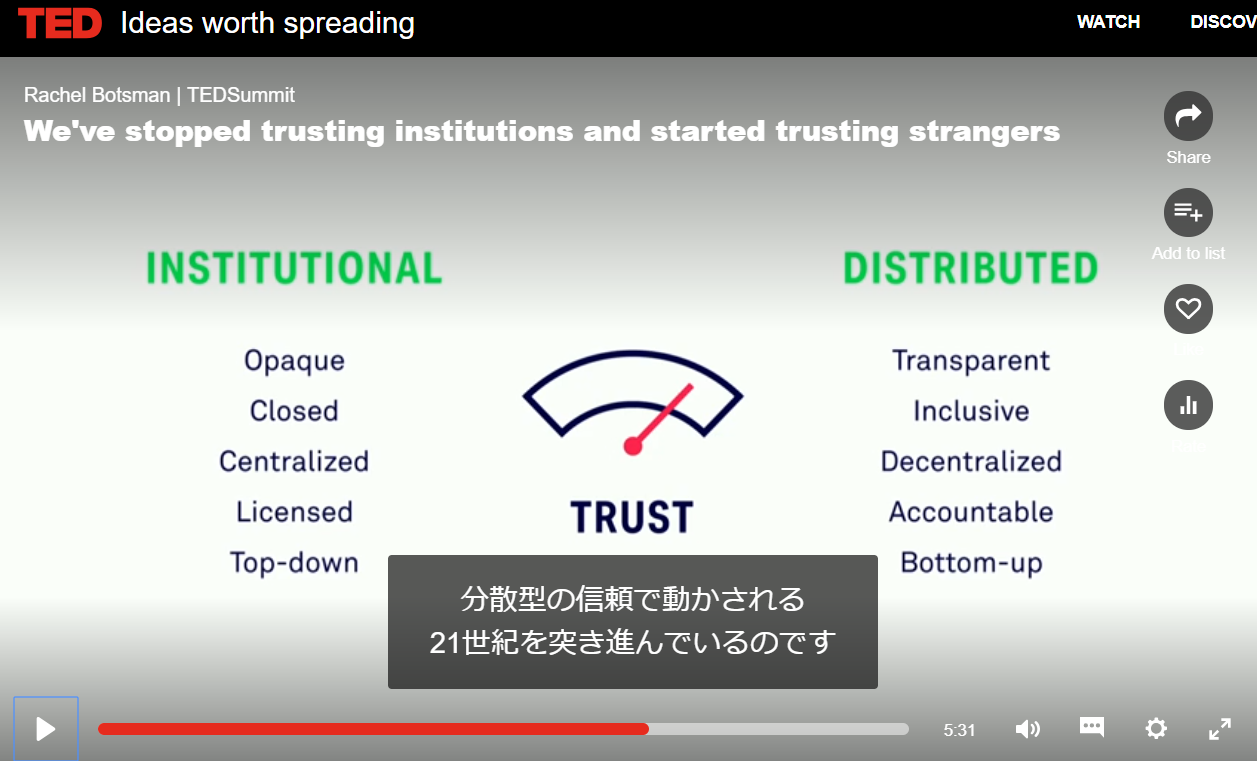 TED Ideas worth spreading
WATCH
DISCOV
Rachel Botsman | TEDSummit
We've stopped trusting institutions and started trusting strangers
Share
Add to list
INSTITUTIONAL
Opaque
Closed
Centralized
Licensed
Top-down
TRUST
DISTRIBUTED
Transparent
Inclusive
Decentralized
Accountable
Bottom-up
分散型の信頼で動かされる
21世紀を突き進んでいるのです
5:31